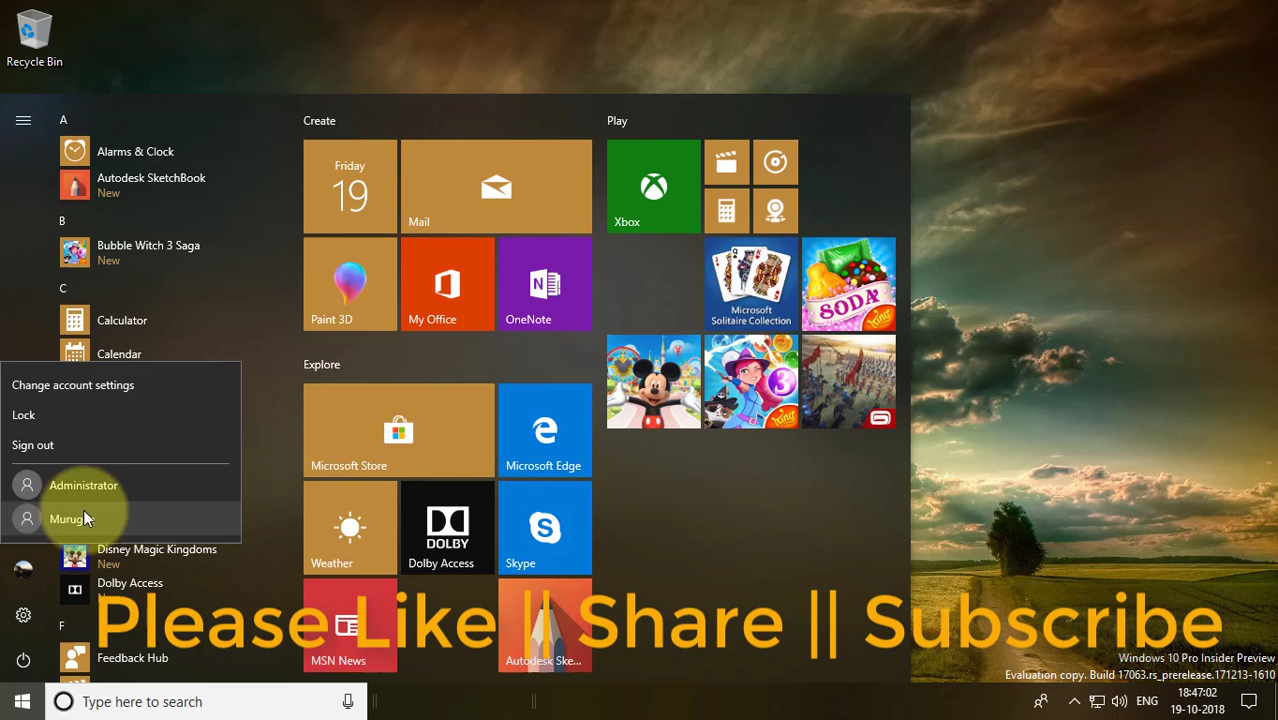 Recycle Bin
A
Alarms & Clock
Autodesk SketchBook
New
B
Bubble Witch 3 Saga
New
C
Calculator
Calendar
Change account settings
Lock
Sign out
Administrator
Disney Magic Kingdoms
New
Dolby Access
F
Feedback Hub
Create
Friday
19
Mail
Paint 3D
My Office
OneNote
Explore
Microsoft Store
Microsoft Edge
Weather
DOLBY
Dolby Access
Skype
MSN News
Autodesk Ske...
Play
Xbox
Microsoft
Solitaire Collection
SODA
King
3
King
Please Like || Share || Subscribe
Windows 10 Pro Insider Preview
Evaluation copy. Build 17063.rs_prerelease.171213-1610
Type here to search
ENG
18:47:02
19-10-2018